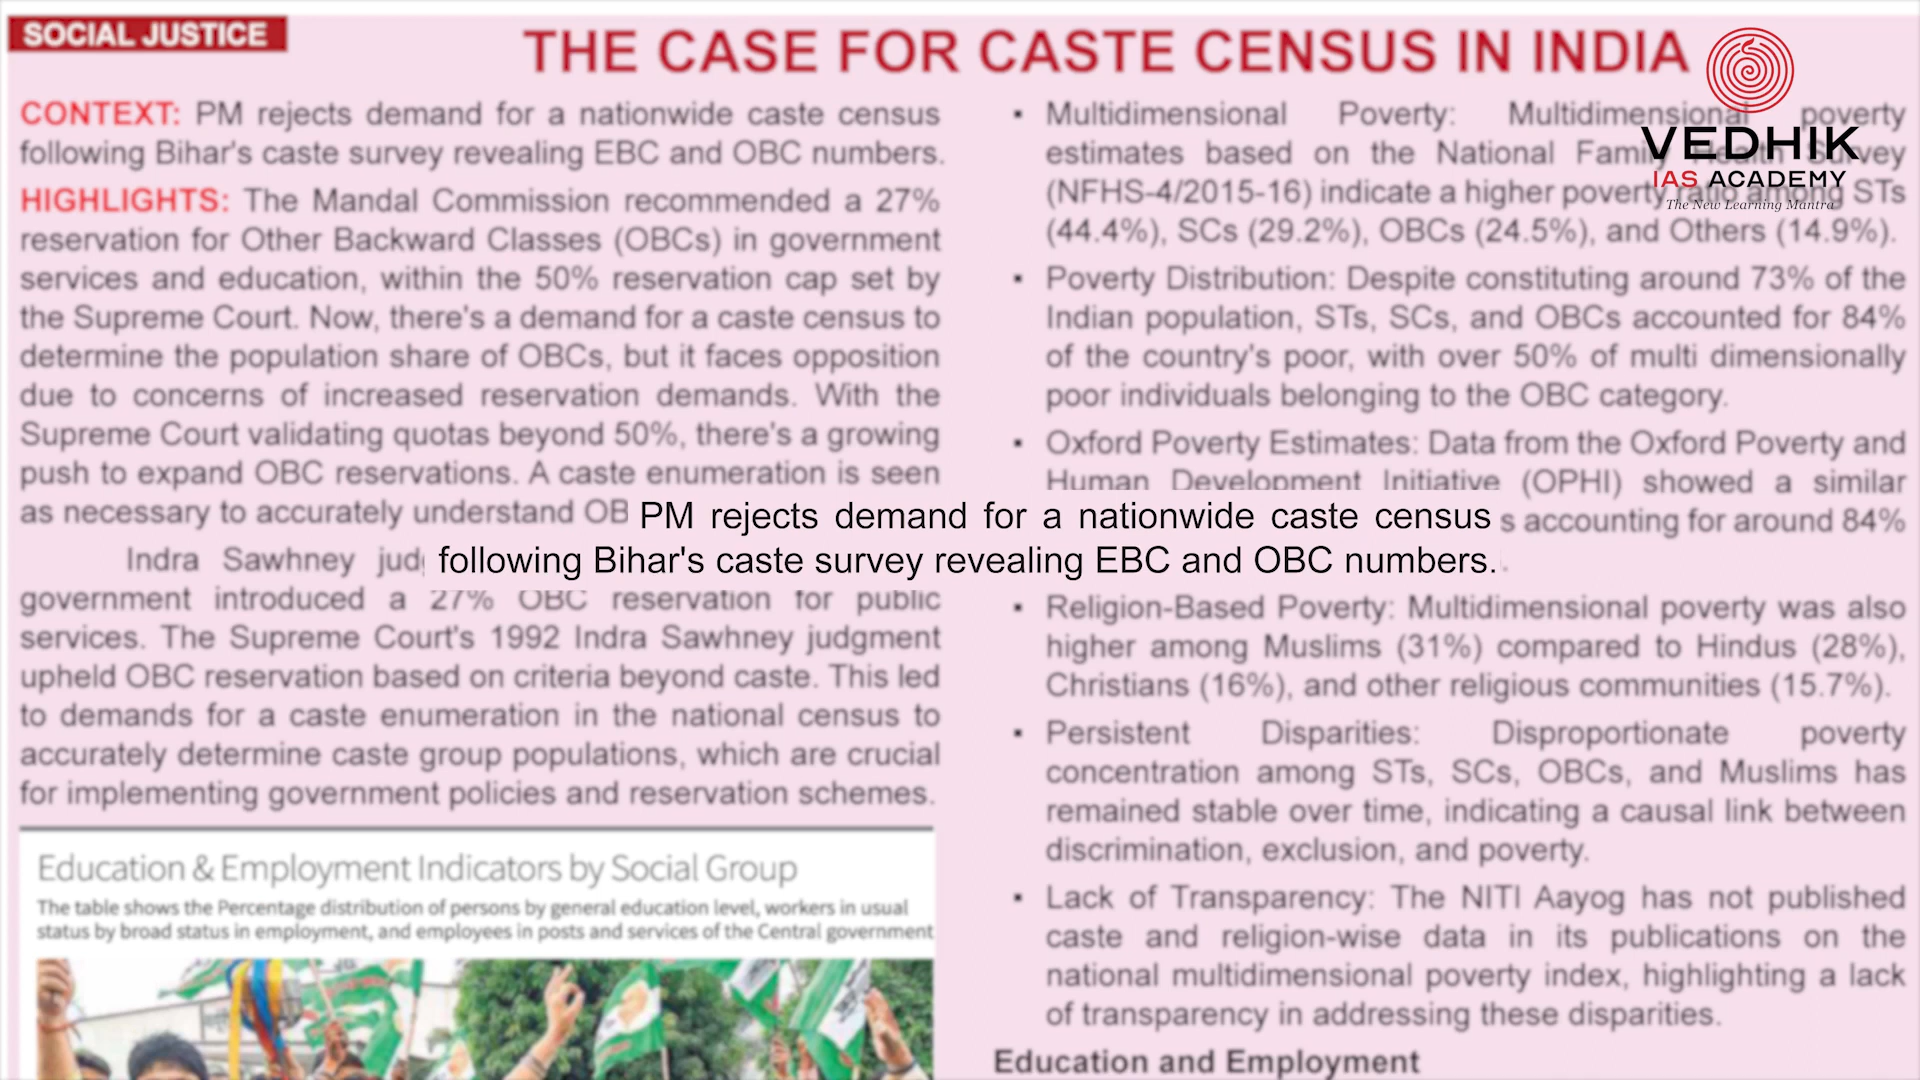 SOCIAL JUSTICE
THE CASE FOR CASTE CENSUS IN INDIA
VEDHIK
IAS ACADEMY
The New Learning Mantra
CONTEXT: PM rejects demand for a nationwide caste census
following Bihar's caste survey revealing EBC and OBC numbers.
HIGHLIGHTS: The Mandal Commission recommended a 27%
reservation for Other Backward Classes (OBCs) in government
services and education, within the 50% reservation cap set by
the Supreme Court. Now, there's a demand for a caste census to
determine the population share of OBCs, but it faces opposition
due to concerns of increased reservation demands. With the
Supreme Court validating quotas beyond 50%, there's a growing
push to expand OBC reservations. A caste enumeration is seen
as necessary to accurately understand
PM rejects demand for a nationwide caste census
following Bihar's caste survey revealing EBC and OBC numbers.
Indra Sawhney
government introduced a 27% OBC reservation for public
services. The Supreme Court's 1992 Indra Sawhney judgment
upheld OBC reservation based on criteria beyond caste. This led
to demands for a caste enumeration in the national census to
accurately determine caste group populations, which are crucial
for implementing government policies and reservation schemes.
Education & Employment Indicators by Social Group
The table shows the Percentage distribution of persons by general education level, workers in usual
status by broad status in employment, and employees in posts and services of the Central government
▪ Multidimensional Poverty: Multidimensional poverty
estimates based on the National Family Health Survey
(NFHS-4/2015-16) indicate a higher poverty ratio among STs
(44.4%), SCs (29.2%), OBCs (24.5%), and Others (14.9%).
▪ Poverty Distribution: Despite constituting around 73% of the
Indian population, STs, SCs, and OBCs accounted for 84%
of the country's poor, with over 50% of multi dimensionally
poor individuals belonging to the OBC category.
▪ Oxford Poverty Estimates: Data from the Oxford Poverty and
Human Development Initiative (OPHI) showed a similar
accounting for around 84%
▪ Religion-Based Poverty: Multidimensional poverty was also
higher among Muslims (31%) compared to Hindus (28%),
Christians (16%), and other religious communities (15.7%).
▪ Persistent Disparities: Disproportionate poverty
concentration among STs, SCs, OBCs, and Muslims has
remained stable over time, indicating a causal link between
discrimination, exclusion, and poverty.
▪ Lack of Transparency: The NITI Aayog has not published
caste and religion-wise data in its publications on the
national multidimensional poverty index, highlighting a lack
of transparency in addressing these disparities.
Education and Employment